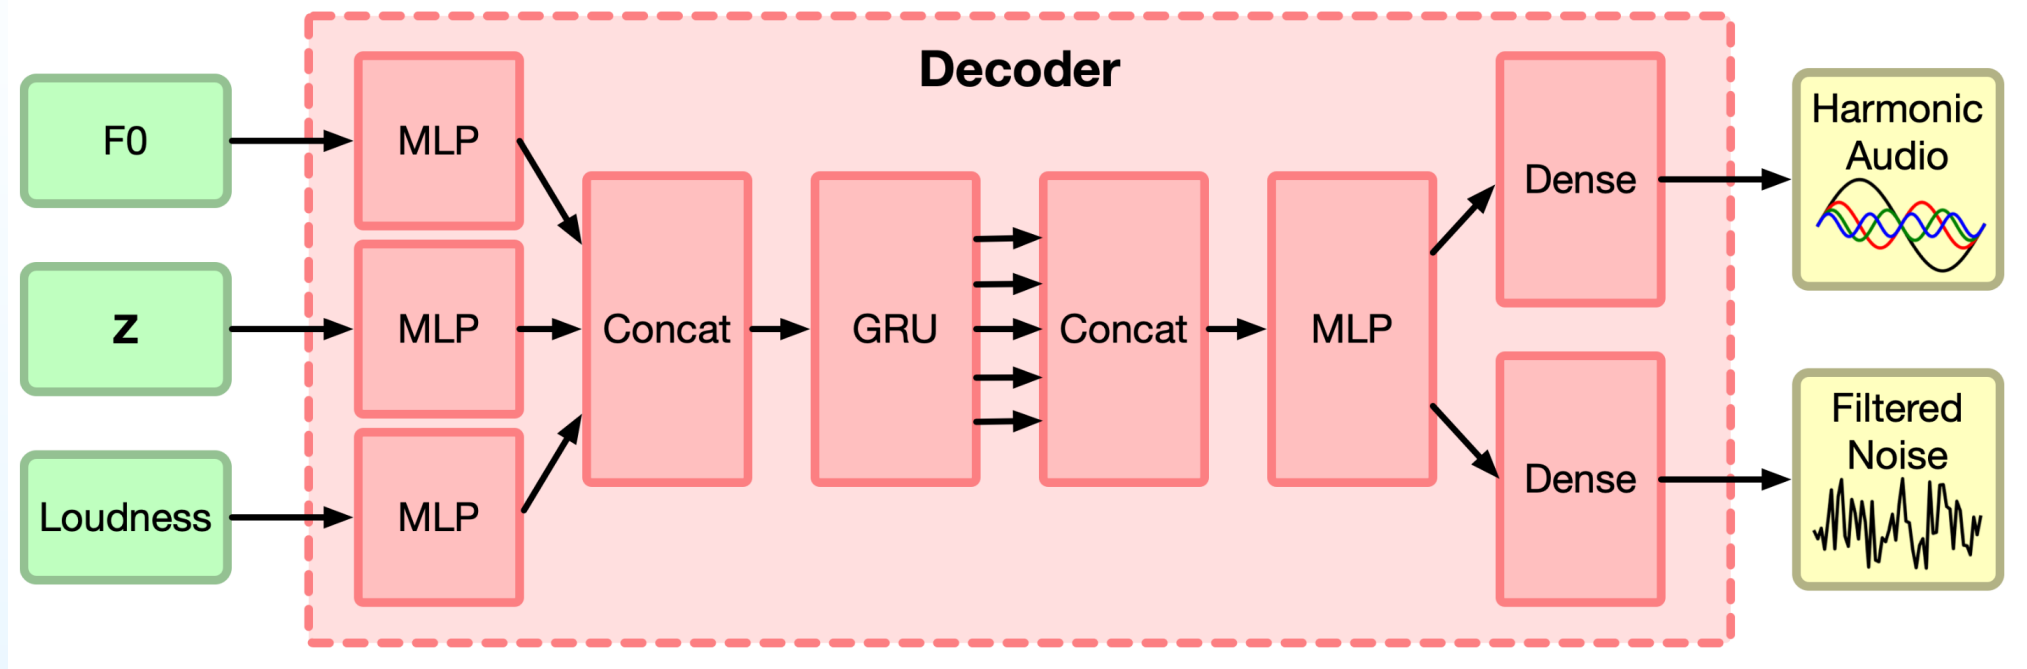 Decoder
F0
Z
Loudness
MLP
MLP
MLP
Concat
GRU
Concat
MLP
Dense
Dense
Harmonic
Audio
Filtered
Noise